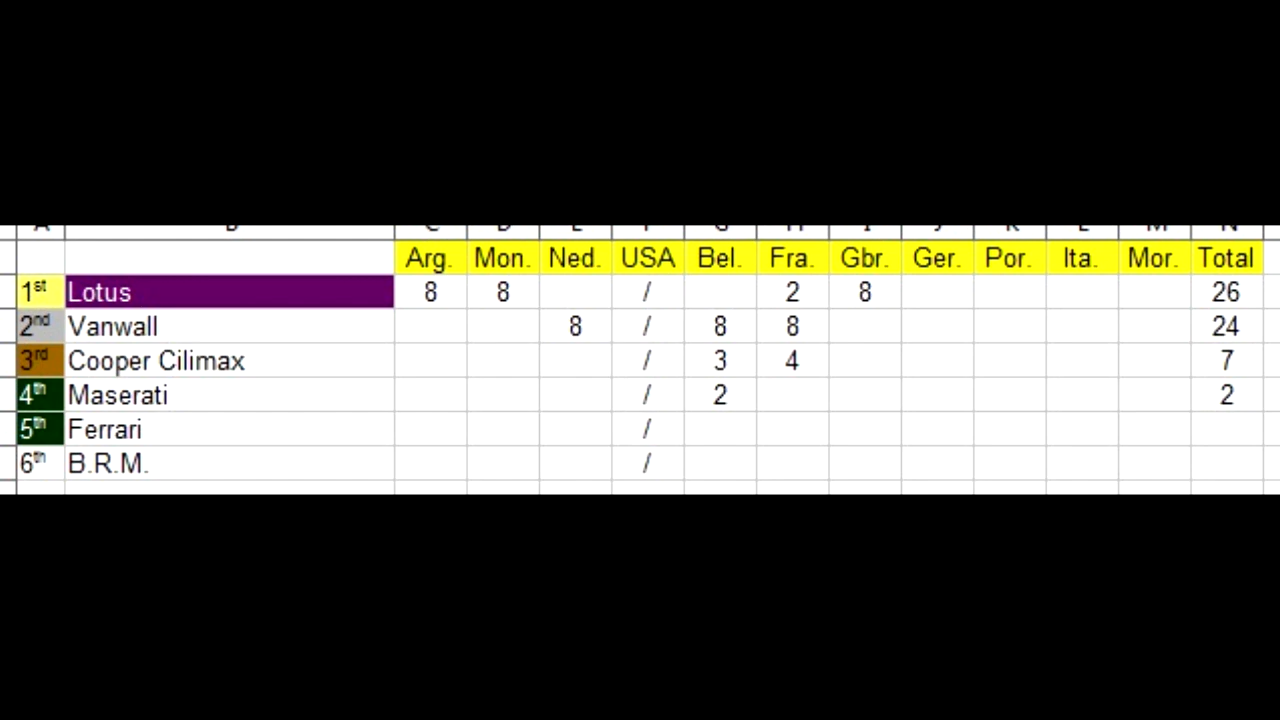 Arg. Mon. Ned. USA Bel. Fra. Gbr. Ger. Por. Ita. Mor. Total
1st Lotus 8 8 / 2 8 26
2nd Vanwall 8 / 8 8 24
3rd Cooper Cilimax / 3 4 7
4th Maserati / 2 2
5th Ferrari /
6th B.R.M. /